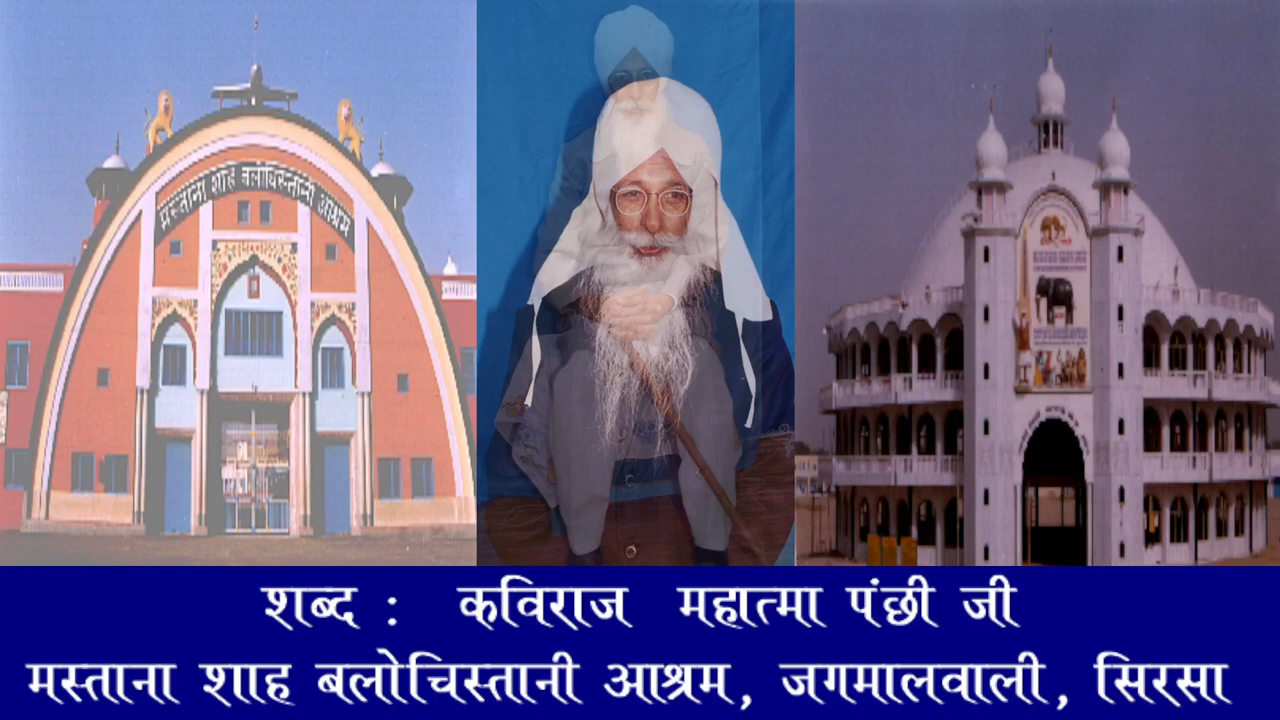 मस्ताना शाह बलोचिस्तानी आश्रम
शब्द : कविराज महात्मा पंछी जी
मस्ताना शाह बलोचिस्तानी आश्रम, जगमालवाली, सिरसा